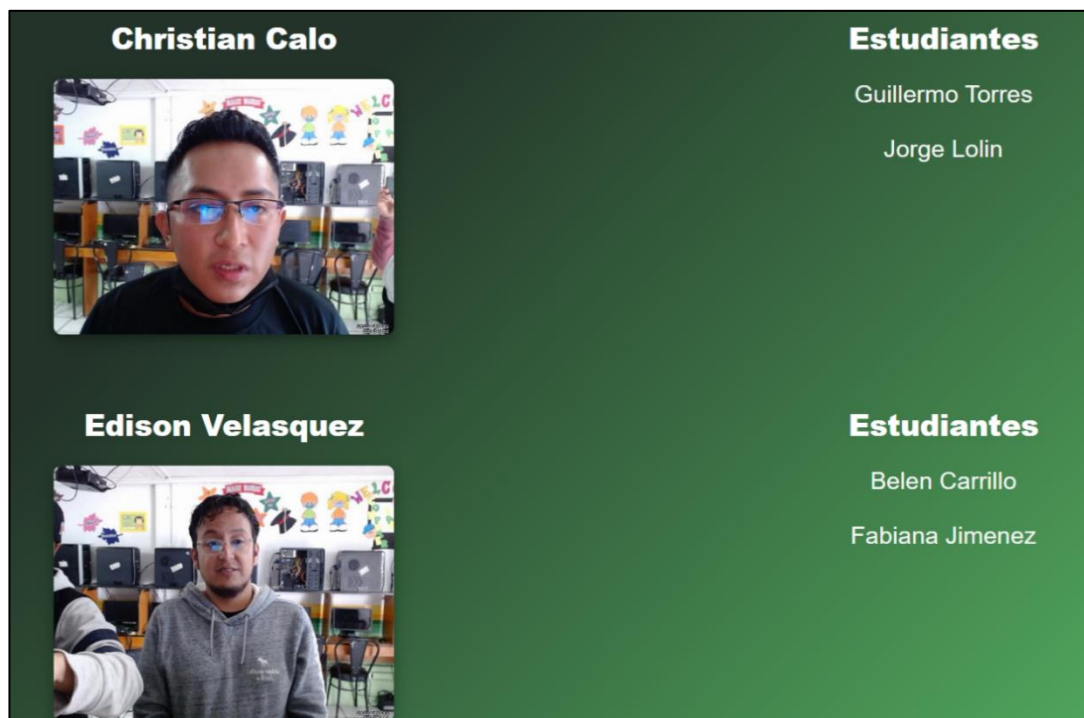 Christian Calo
Estudiantes
Guillermo Torres
Jorge Lolin
Edison Velasquez
Estudiantes
Belen Carrillo
Fabiana Jimenez